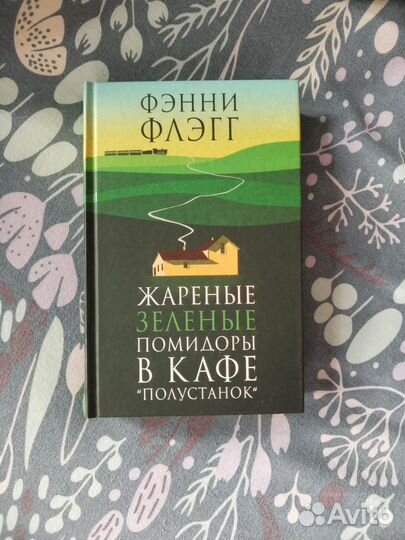 ФЭННИ
ФЛЭГГ
ЖАРЕНЫЕ
ЗЕЛЕНЫЕ
ПОМИДОРЫ
В КАФЕ
"ПОЛУСТАНОК"
Avito